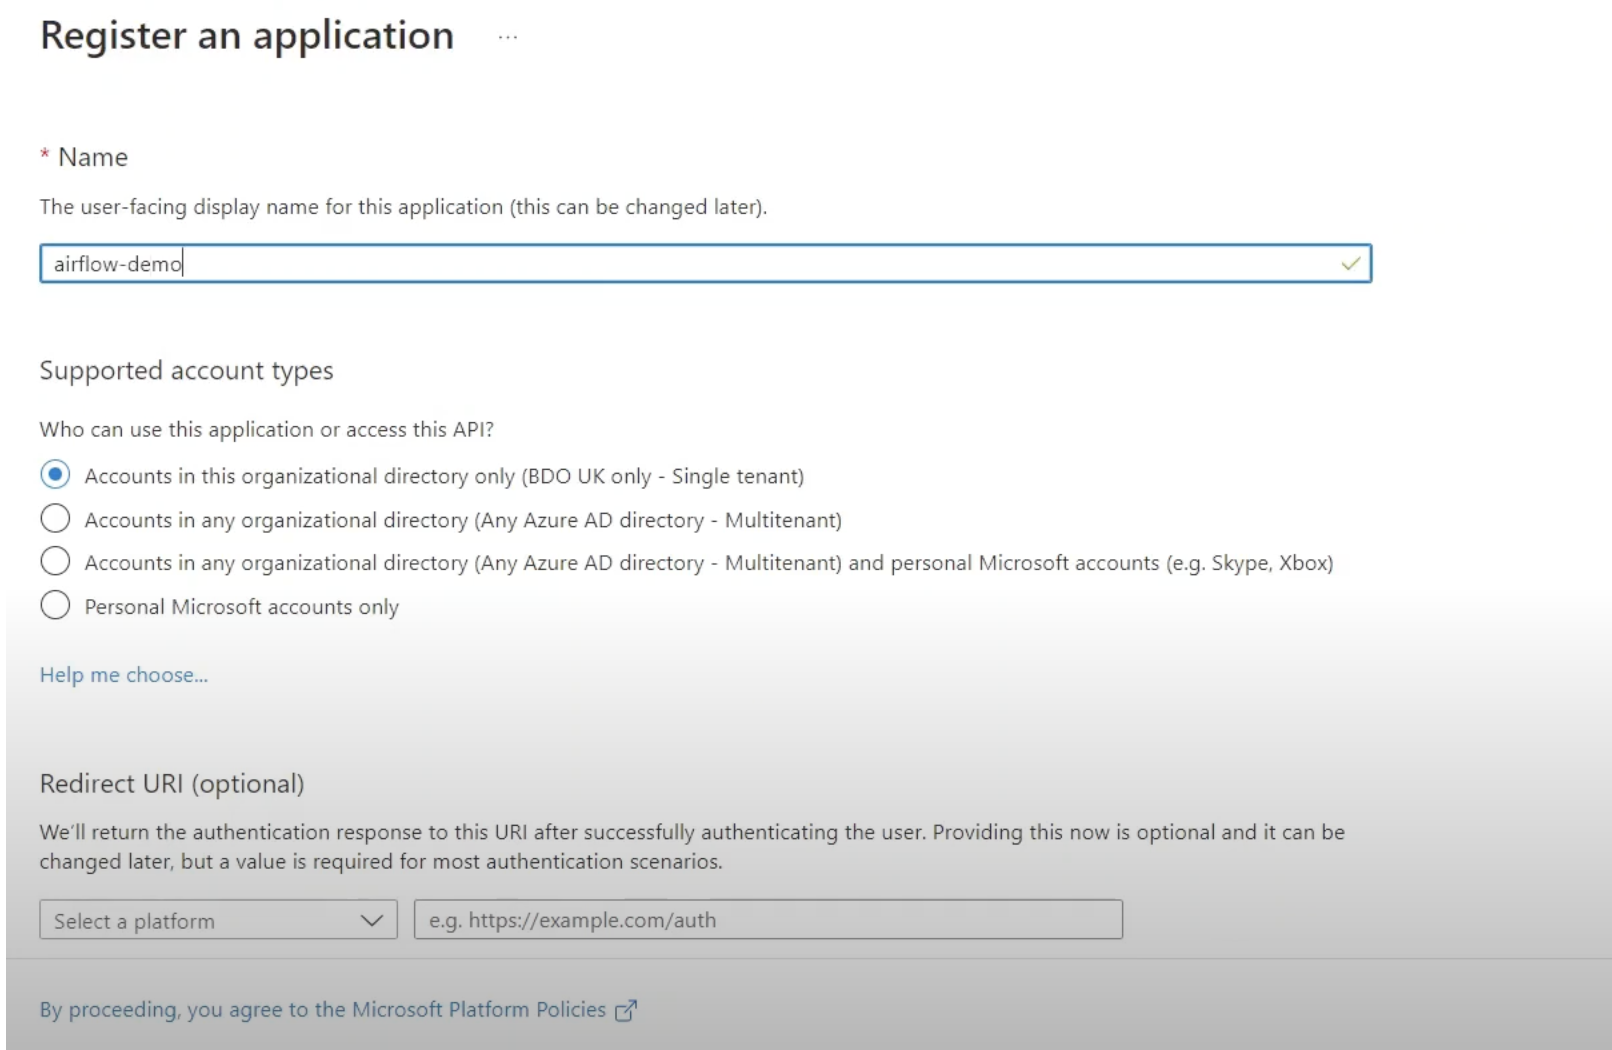 Register an application ...
* Name
The user-facing display name for this application (this can be changed later).
airflow-demo
Supported account types
Who can use this application or access this API?
Accounts in this organizational directory only (BDO UK only - Single tenant)
Accounts in any organizational directory (Any Azure AD directory - Multitenant)
Accounts in any organizational directory (Any Azure AD directory - Multitenant) and personal Microsoft accounts (e.g. Skype, Xbox)
Personal Microsoft accounts only
Help me choose...
Redirect URI (optional)
We'll return the authentication response to this URI after successfully authenticating the user. Providing this now is optional and it can be
changed later, but a value is required for most authentication scenarios.
Select a platform e.g. https://example.com/auth
By proceeding, you agree to the Microsoft Platform Policies